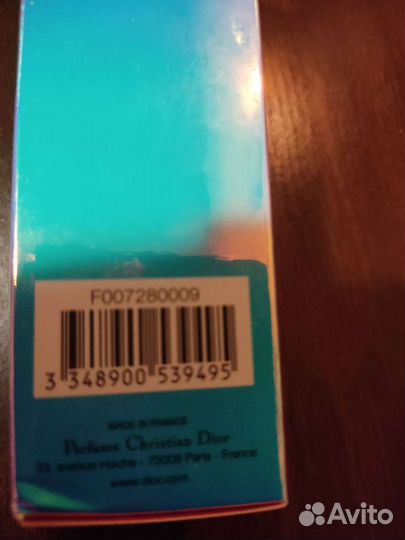 F007280009
3 348900 539495
MADE IN FRANCE
Parfums Christian Dior
33, avenue Hoche - 75008 Paris - France
www.dior.com
Avito